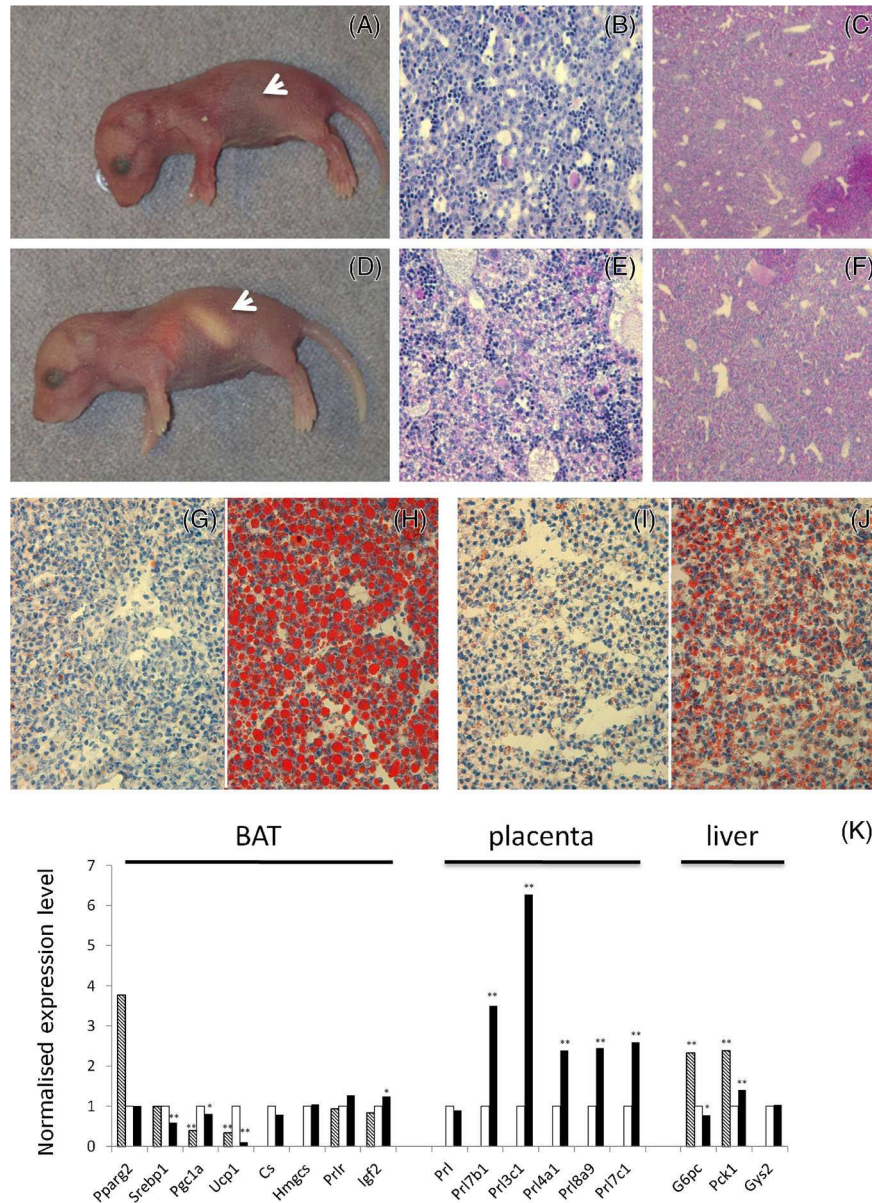 (A)
(B)
(C)
(D)
(E)
(F)
(G)
(H)
(I)
(J)
(K)
BAT
placenta
liver
Normalised expression level
7
6
5
4
3
2
1
0
**
**
*
**
**
*
**
**
**
**
**
**
*
**
**
Pparg2
Srebp1
Pgc1a
Ucp1
Cs
Hmgcs
Prlr
Igf2
Prl
Prl7b1
Prl3c1
Prl4a1
Prl8a9
Prl7c1
G6pc
Pck1
Gys2